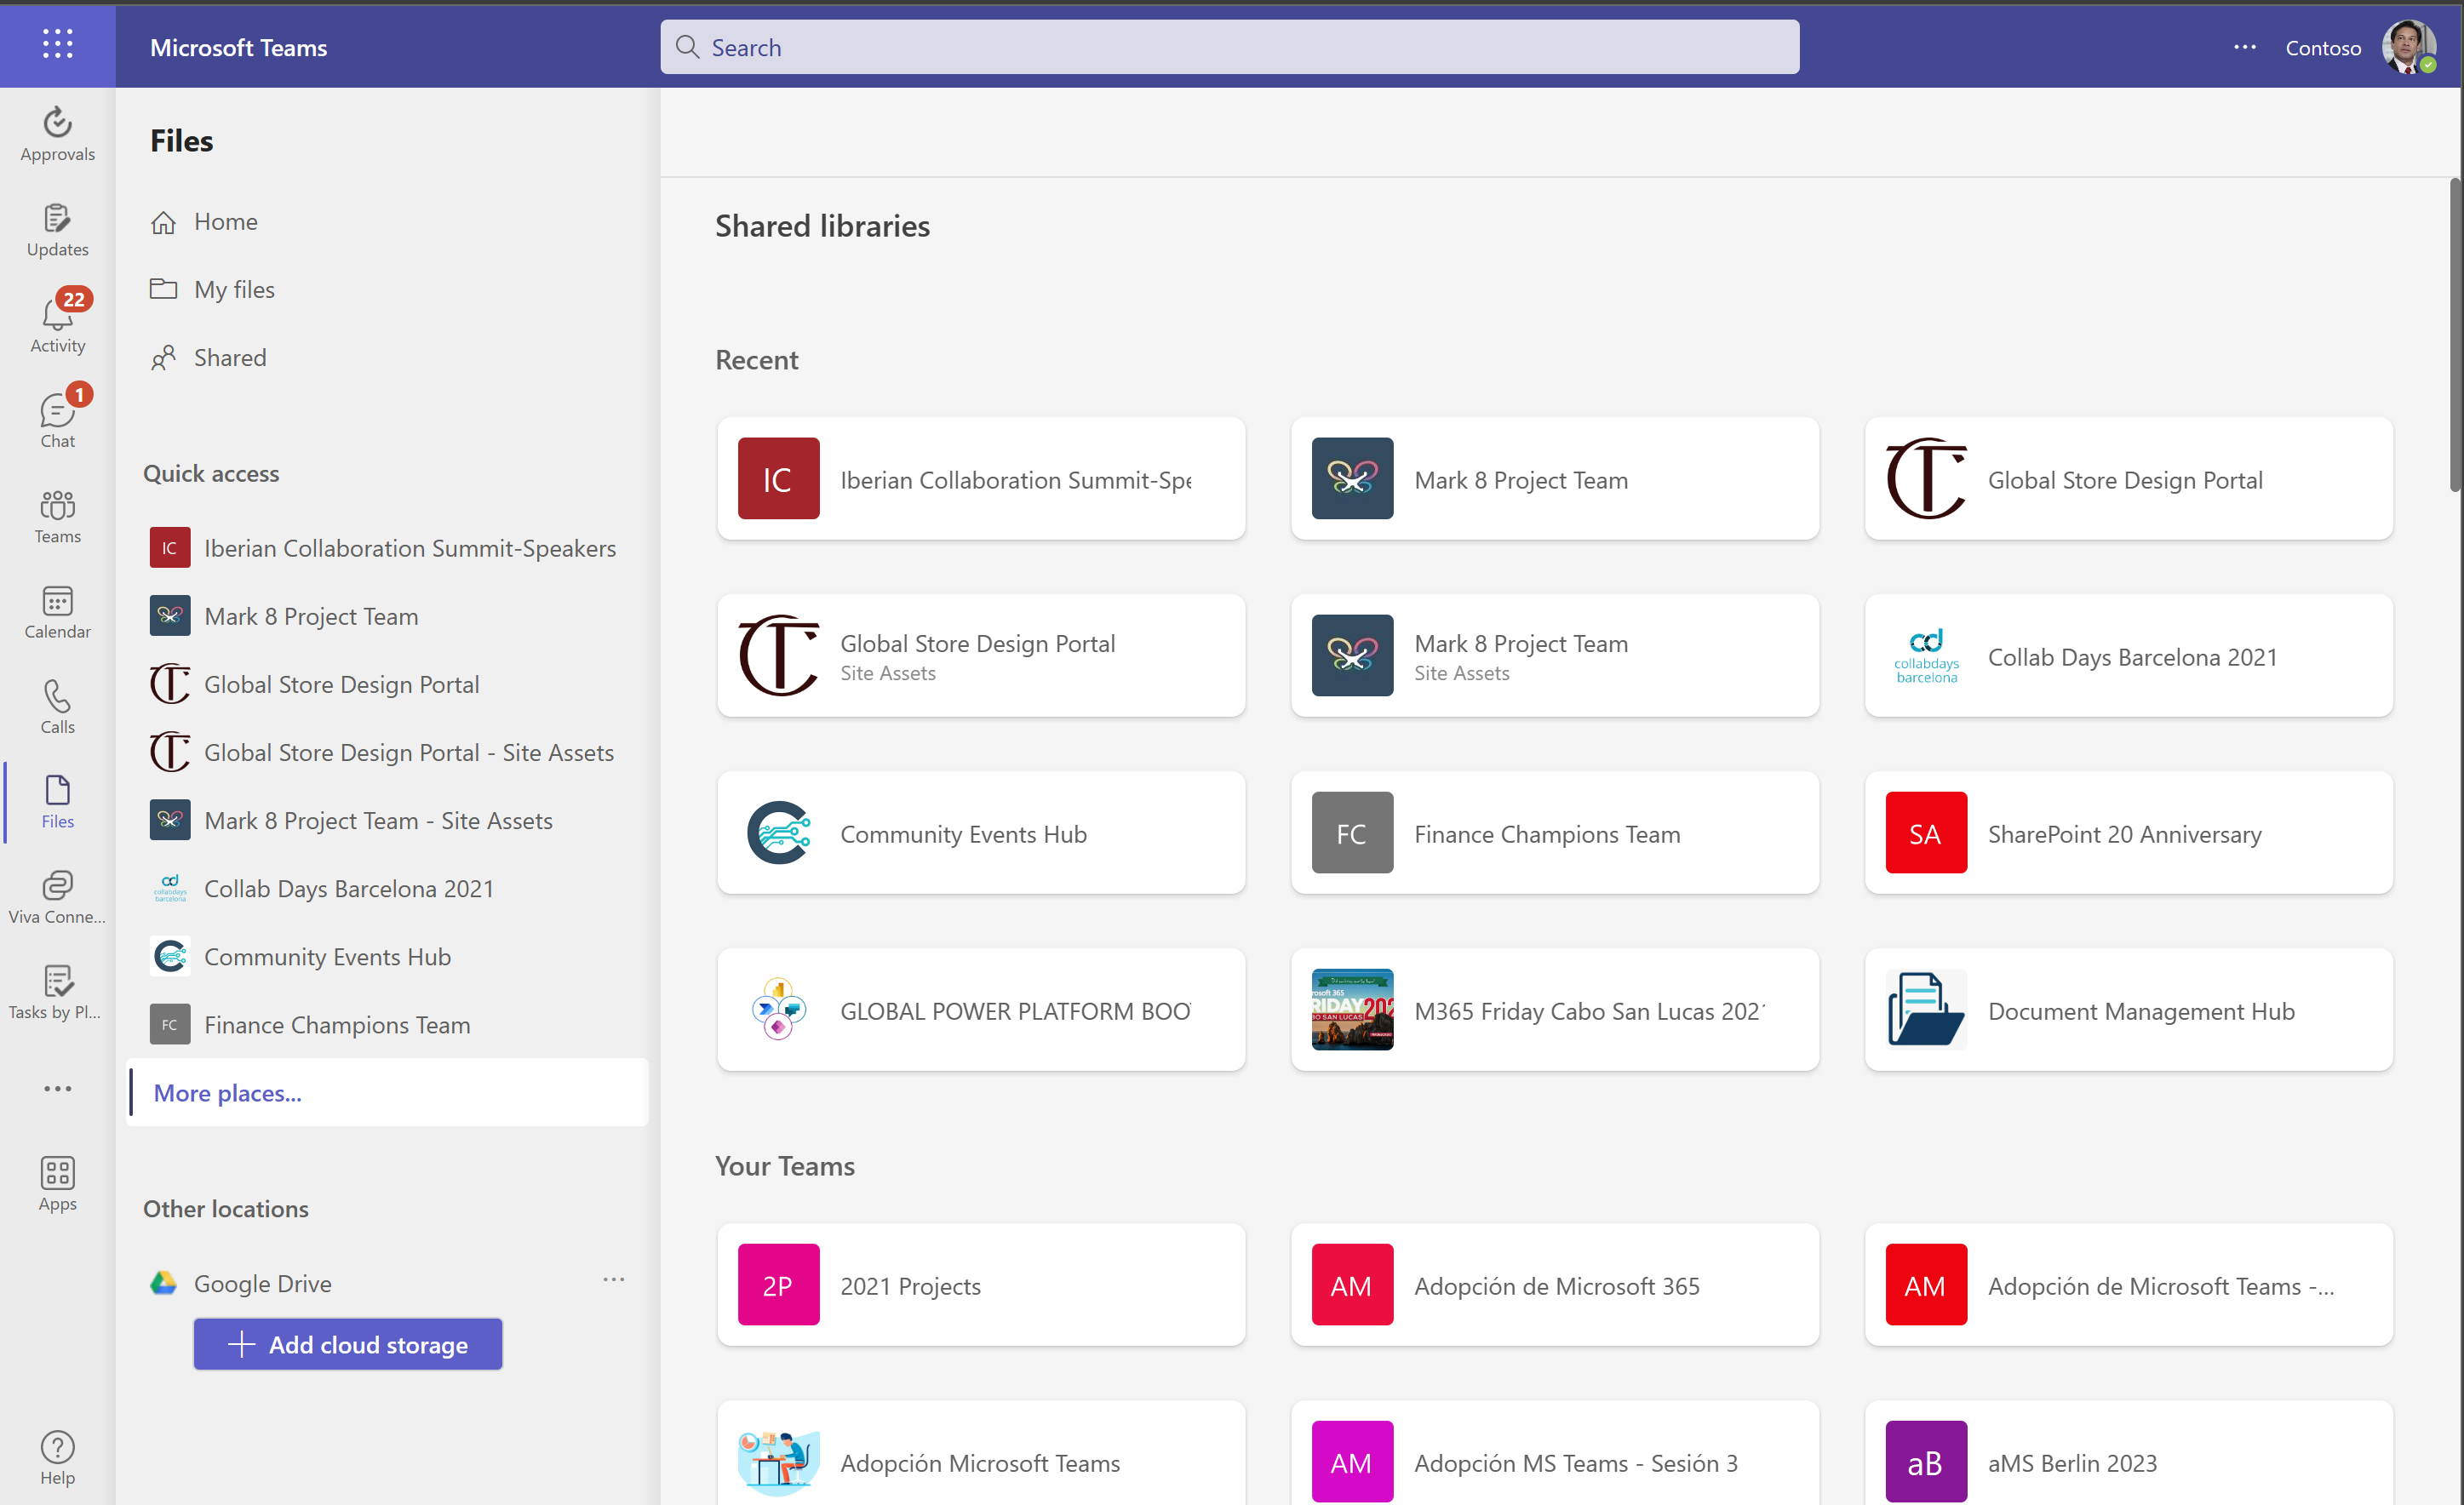 Microsoft Teams
Search
Contoso
Approvals
Updates
22
Activity
1
Chat
Teams
Calendar
Calls
Files
Viva Conne...
Tasks by Pl...
Apps
Help
Files
Home
My files
Shared
Quick access
IC Iberian Collaboration Summit-Speakers
Mark 8 Project Team
Global Store Design Portal
Global Store Design Portal - Site Assets
Mark 8 Project Team - Site Assets
cd collabdays barcelona Collab Days Barcelona 2021
Community Events Hub
FC Finance Champions Team
More places...
Other locations
Google Drive
Add cloud storage
Shared libraries
Recent
IC Iberian Collaboration Summit-Spe
Mark 8 Project Team
Global Store Design Portal
Global Store Design Portal
Site Assets
Mark 8 Project Team
Site Assets
cd
collabdays
barcelona
Collab Days Barcelona 2021
Community Events Hub
FC Finance Champions Team
SA SharePoint 20 Anniversary
GLOBAL POWER PLATFORM BOO
M365 Friday Cabo San Lucas 202
Document Management Hub
Your Teams
2P 2021 Projects
AM Adopción de Microsoft 365
AM Adopción de Microsoft Teams -...
Adopción Microsoft Teams
AM Adopción MS Teams - Sesión 3
aB aMS Berlin 2023